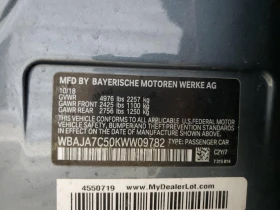 MFD BY BAYERISCHE MOTOREN WERKE AG
10/18
GVWR 4976 lbs 2257 kg
GAWR FRONT 2425 lbs 1100 kg
GAWR REAR 2756 lbs 1250 kg
THIS VEHICLE CONFORMS TO ALL APPLICABLE U.S. FEDERAL MOTOR
VEHICLE SAFETY, BUMPER, AND THEFT PREVENTION STANDARDS
IN EFFECT ON THE DATE OF MANUFACTURE SHOWN ABOVE.
WBAJA7C50KWW09782 TYPE: PASSENGER CAR
C2Y07
4550719
MyDealerLot.com